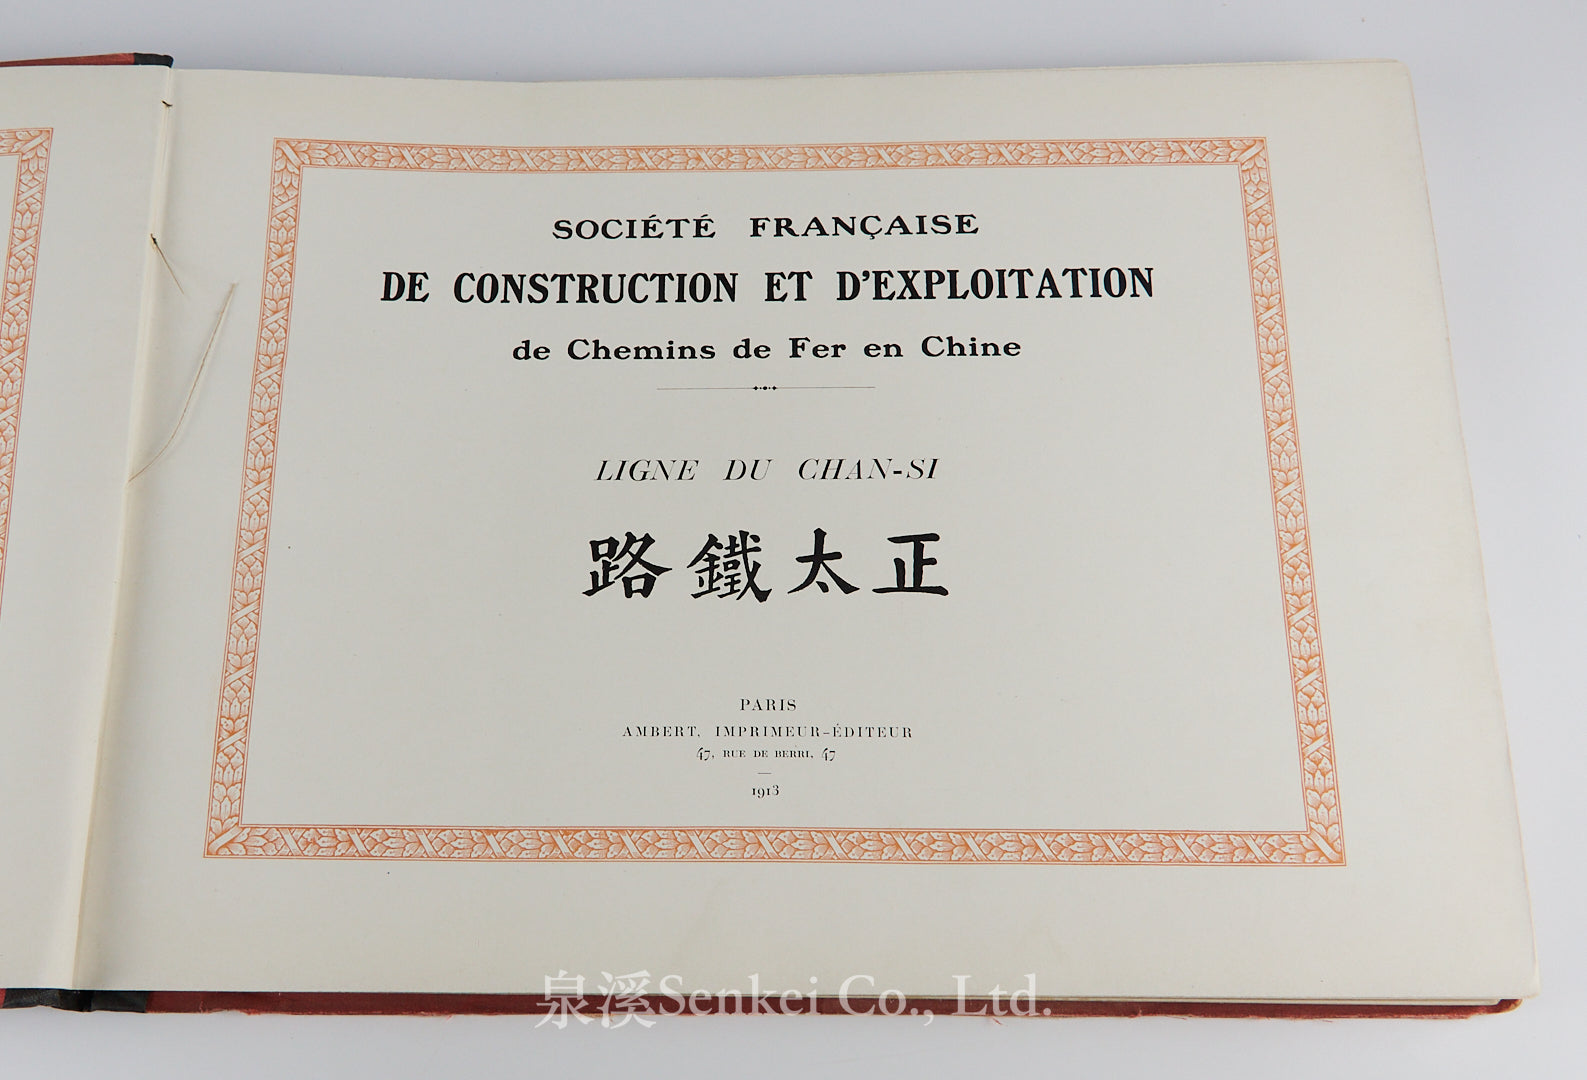 SOCIÉTÉ FRANÇAISE
DE CONSTRUCTION ET D'EXPLOITATION
de Chemins de Fer en Chine
LIGNE DU CHAN-SI
路鐵太正
PARIS
AMBERT, IMPRIMEUR-ÉDITEUR
47, RUE DE BERRI, 47
1913
泉溪Senkei Co., Ltd.